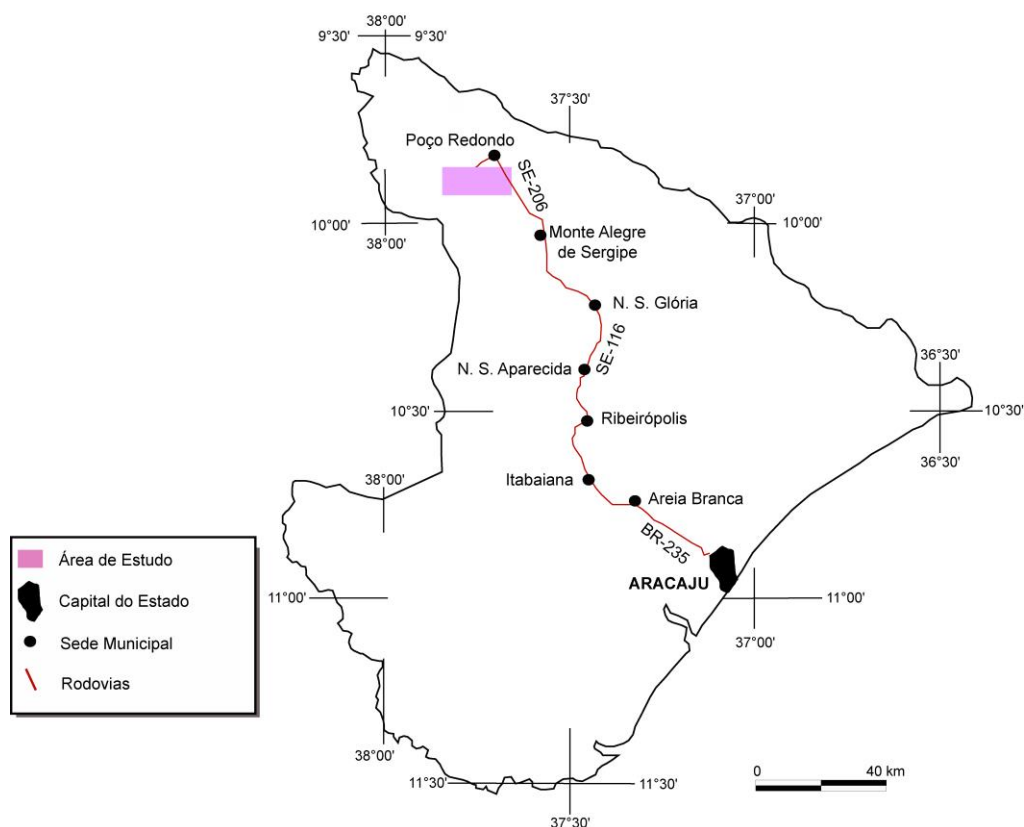 38°00'
9°30'
9°30'
37°30'
Poço Redondo
SE-206
37°00'
10°00'
10°00'
38°00'
Monte Alegre
de Sergipe
N. S. Glória
SE-116
36°30'
N. S. Aparecida
10°30'
10°30'
Ribeirópolis
36°30'
38°00'
Itabaiana
Areia Branca
BR-235
Área de Estudo
ARACAJU
Capital do Estado
11°00'
11°00'
37°00'
Sede Municipal
Rodovias
38°00'
11°30'
11°30'
37°30'
0 40 km